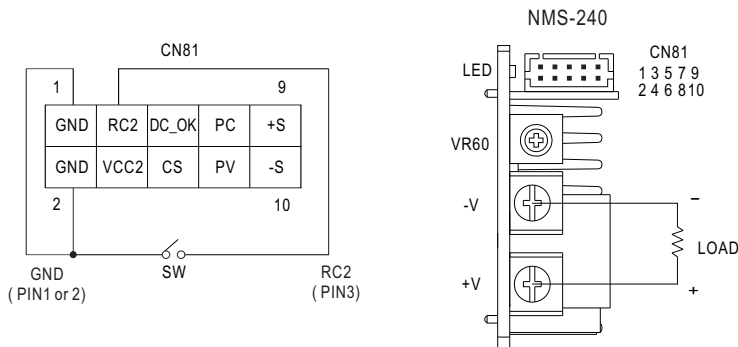 CN81
1 9
GND RC2 DC_OK PC +S
GND VCC2 CS PV -S
2 10
GND
( PIN1 or 2)
SW
RC2
( PIN3)
NMS-240
LED
CN81
1 3 5 7 9
2 4 6 8 10
VR60
-V
−
LOAD
+V
+